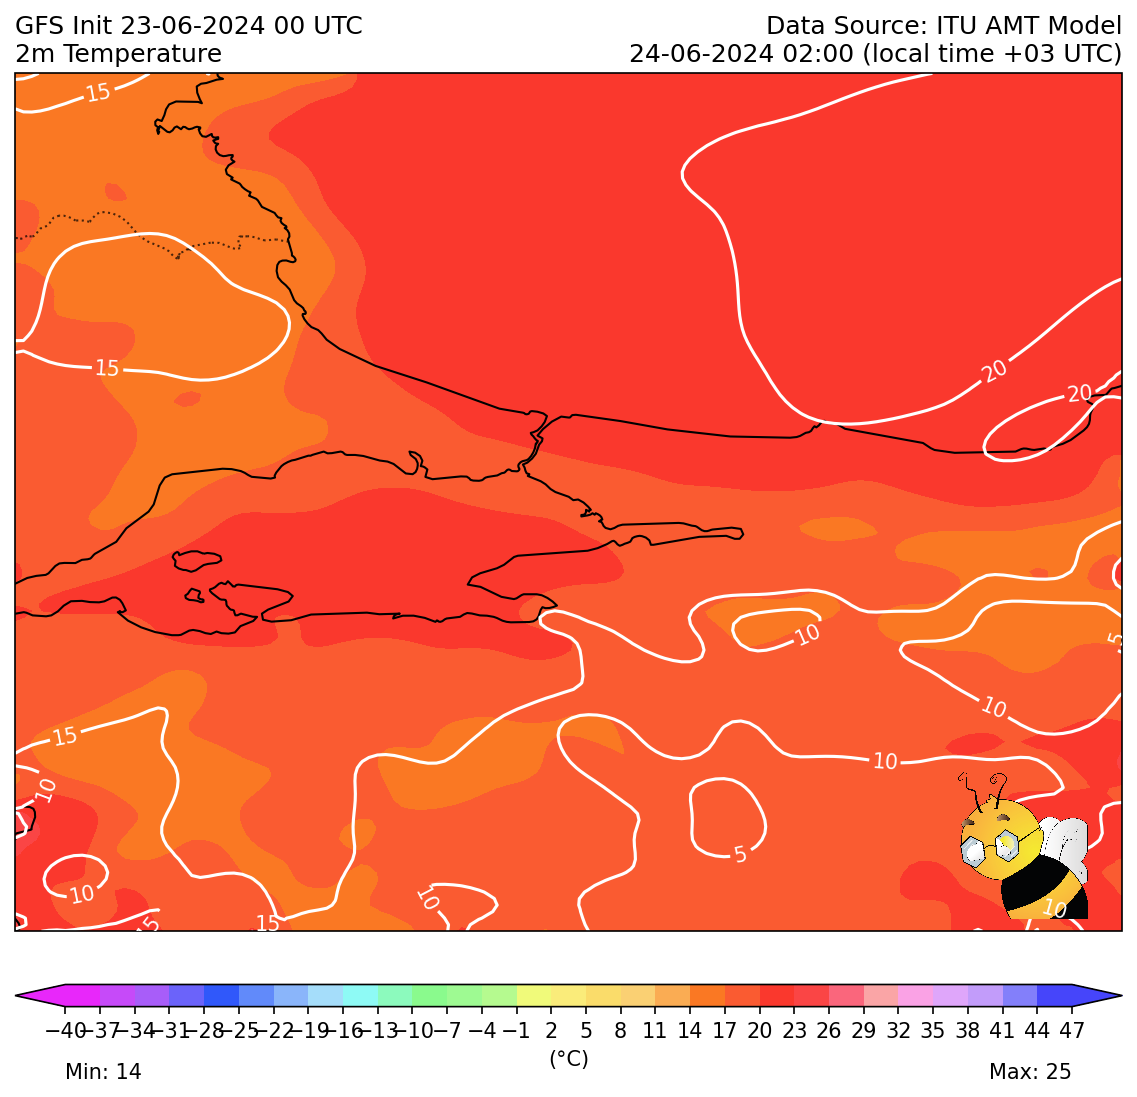 GFS Init 23-06-2024 00 UTC
Data Source: ITU AMT Model
2m Temperature
24-06-2024 02:00 (local time +03 UTC)
15
15
20
20
10
5
10
15
10
10
5
10
10
15
15
10
−40 −37 −34 −31 −28 −25 −22 −19 −16 −13 −10 −7 −4 −1 2 5 8 11 14 17 20 23 26 29 32 35 38 41 44 47
(°C)
Min: 14
Max: 25